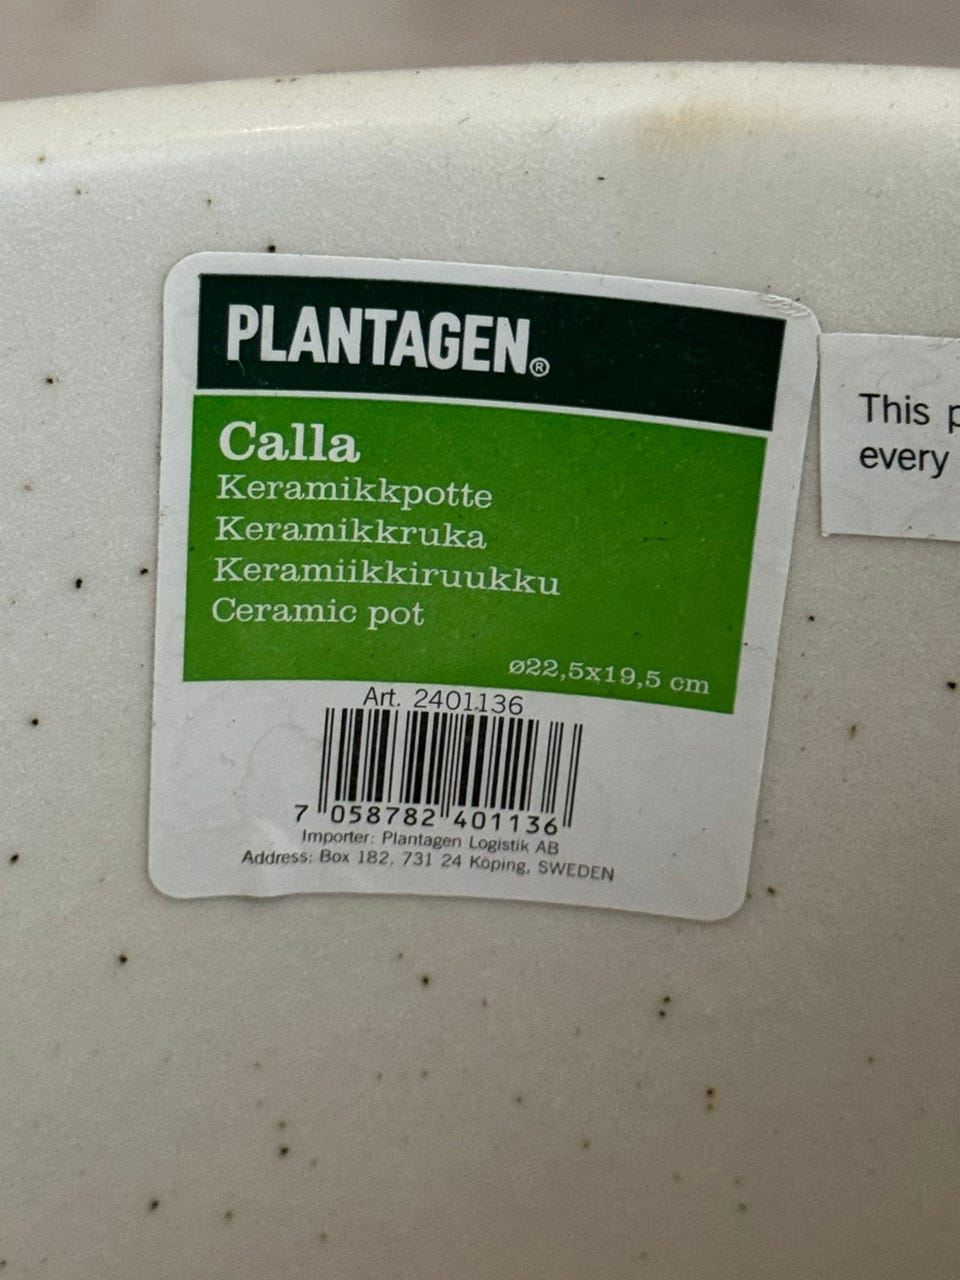 PLANTAGEN®
Calla
Keramikkpotte
Keramikkruka
Keramiikkiruukku
Ceramic pot
ø22,5x19,5 cm
Art. 2401136
7 058782 401136
Importer: Plantagen Logistik AB
Address: Box 182, 731 24 Köping, SWEDEN
This
every